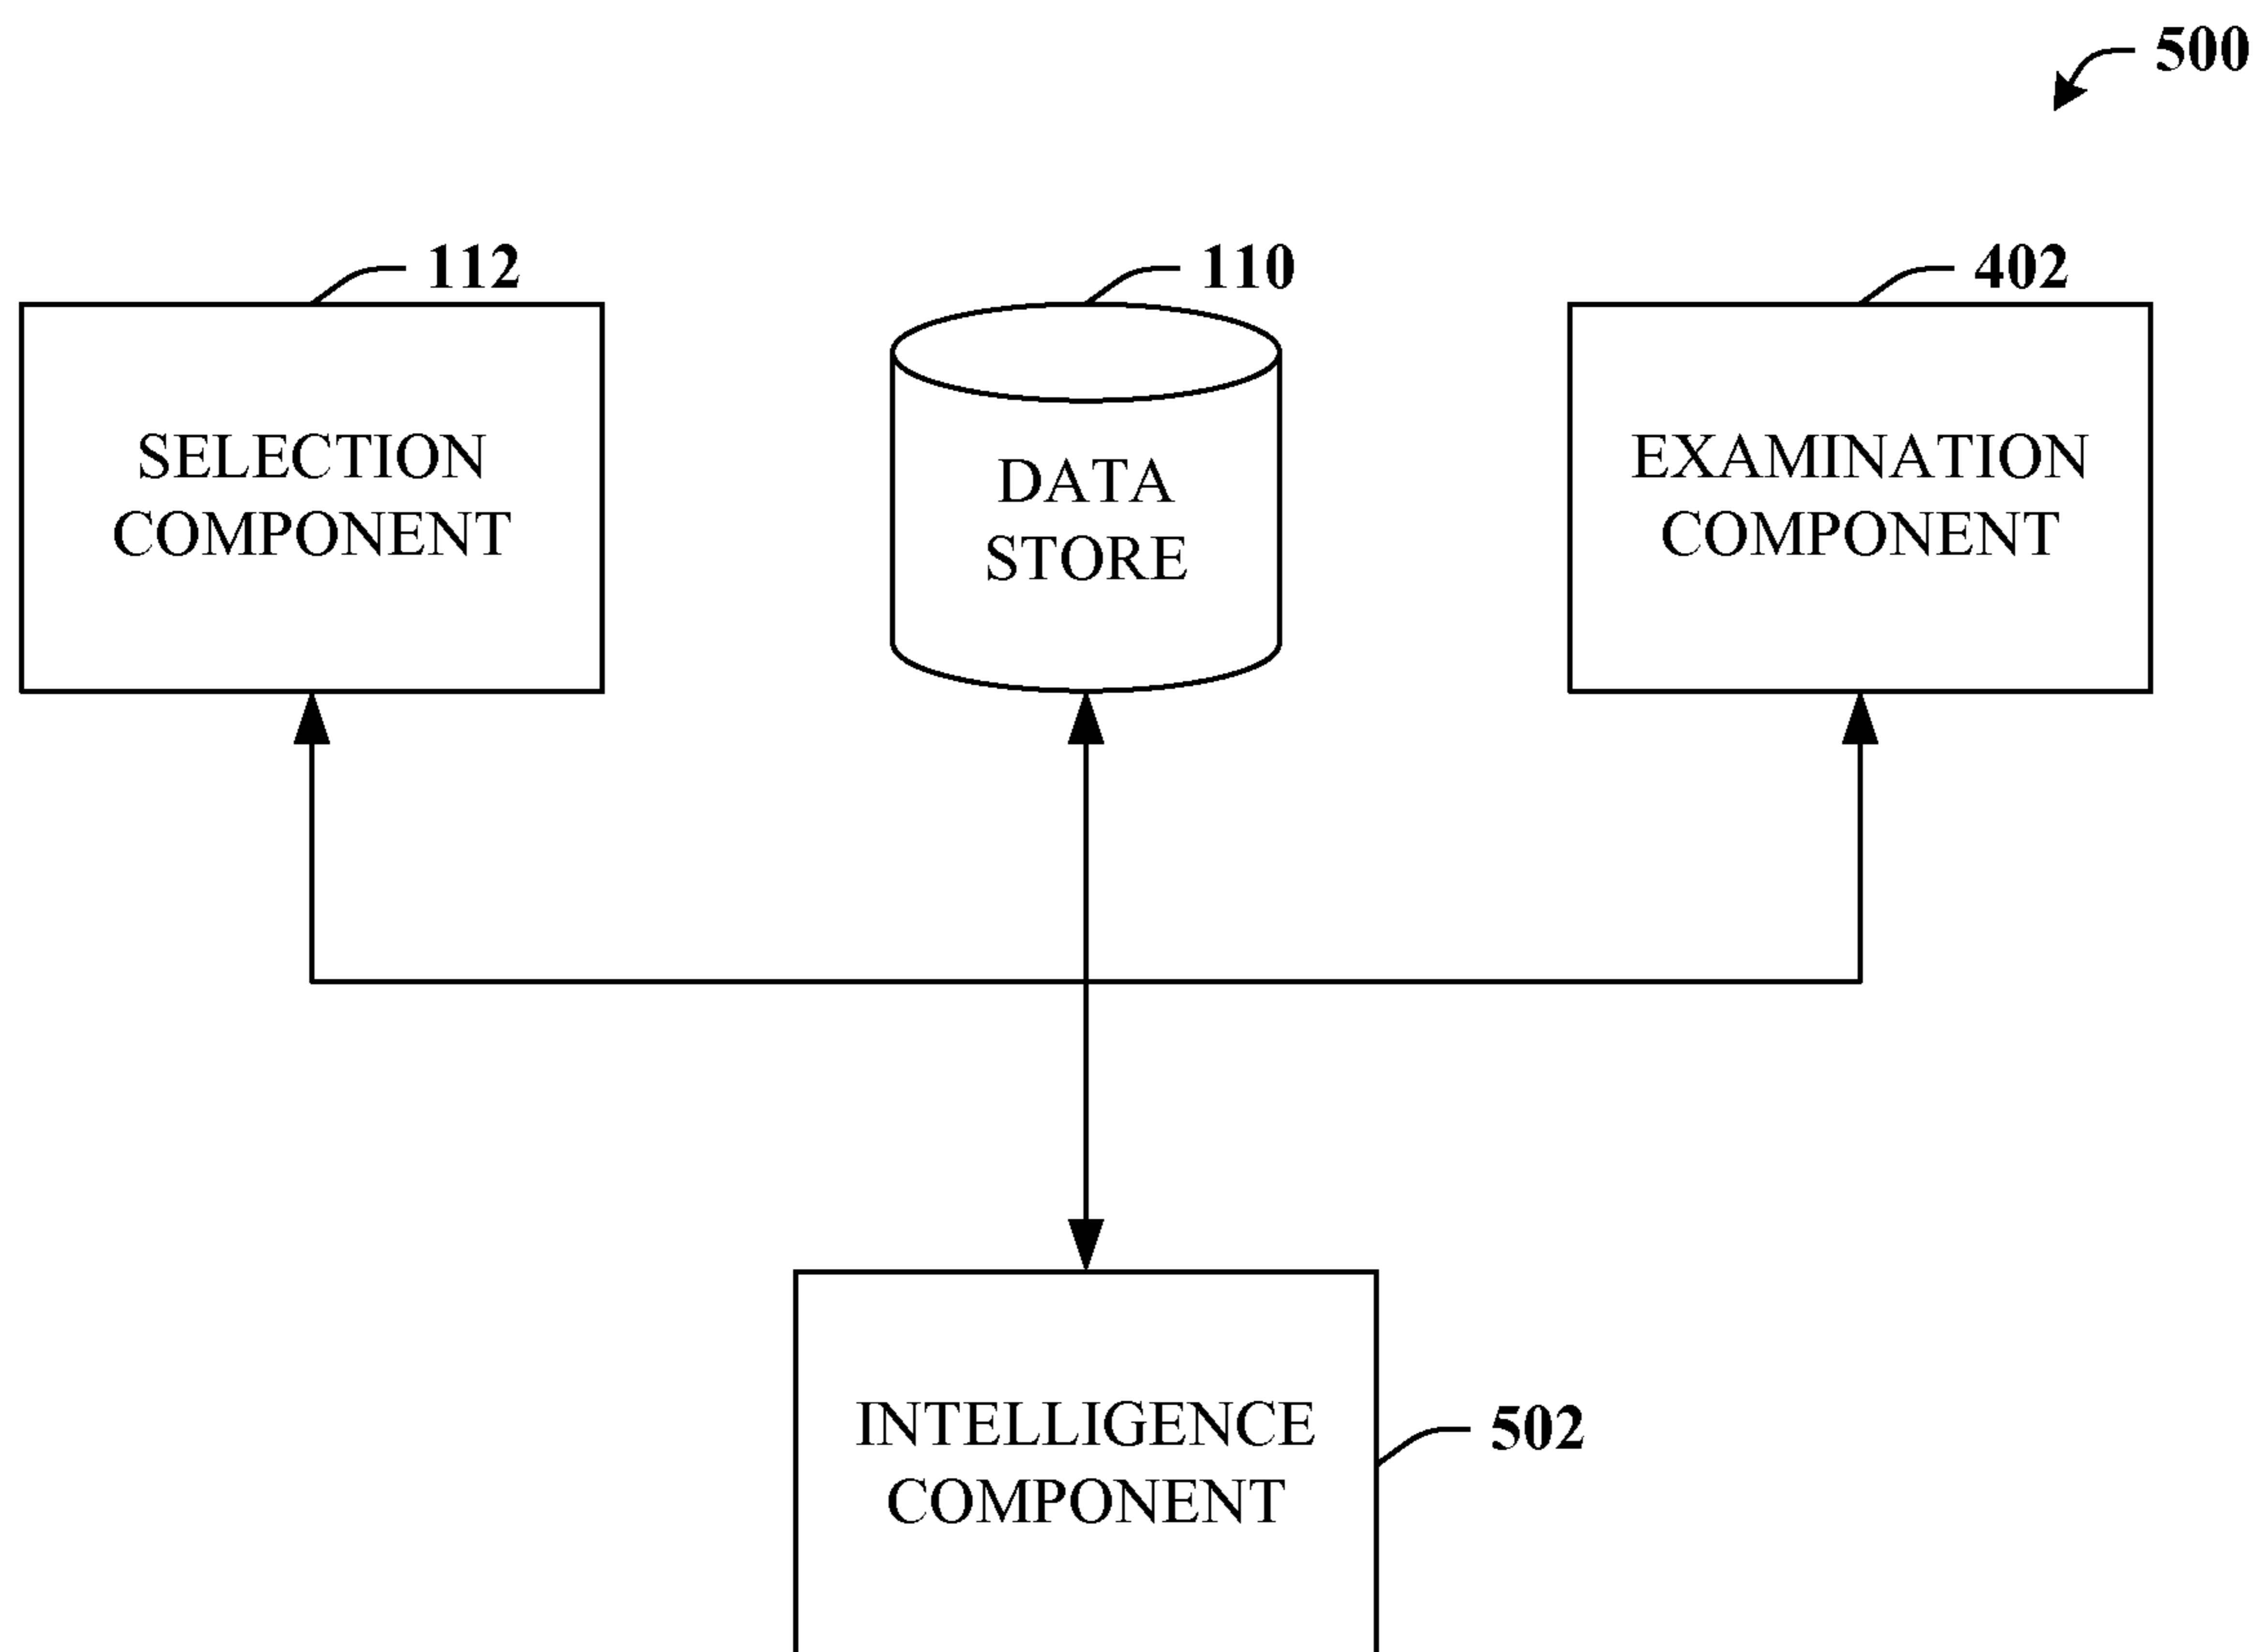 500
112
110
402
SELECTION
COMPONENT
DATA
STORE
EXAMINATION
COMPONENT
INTELLIGENCE
COMPONENT
502